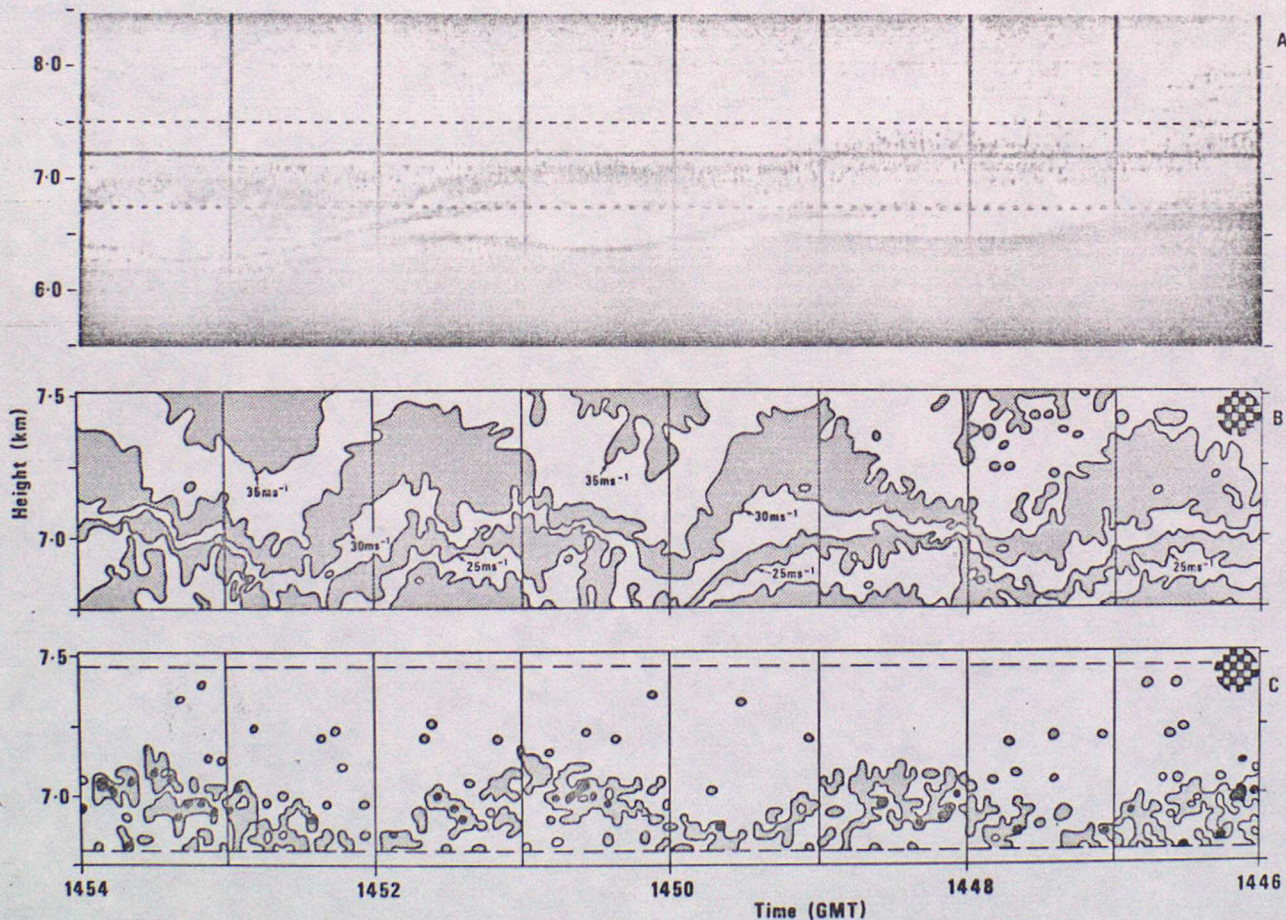 A
8·0
7·0
6·0
Height (km)
7·5
B
35ms⁻¹
35ms⁻¹
30ms⁻¹
7·0
30ms⁻¹
25ms⁻¹
25ms⁻¹
25ms⁻¹
7·5
C
7·0
1454
1452
1450
1448
1446
Time (GMT)